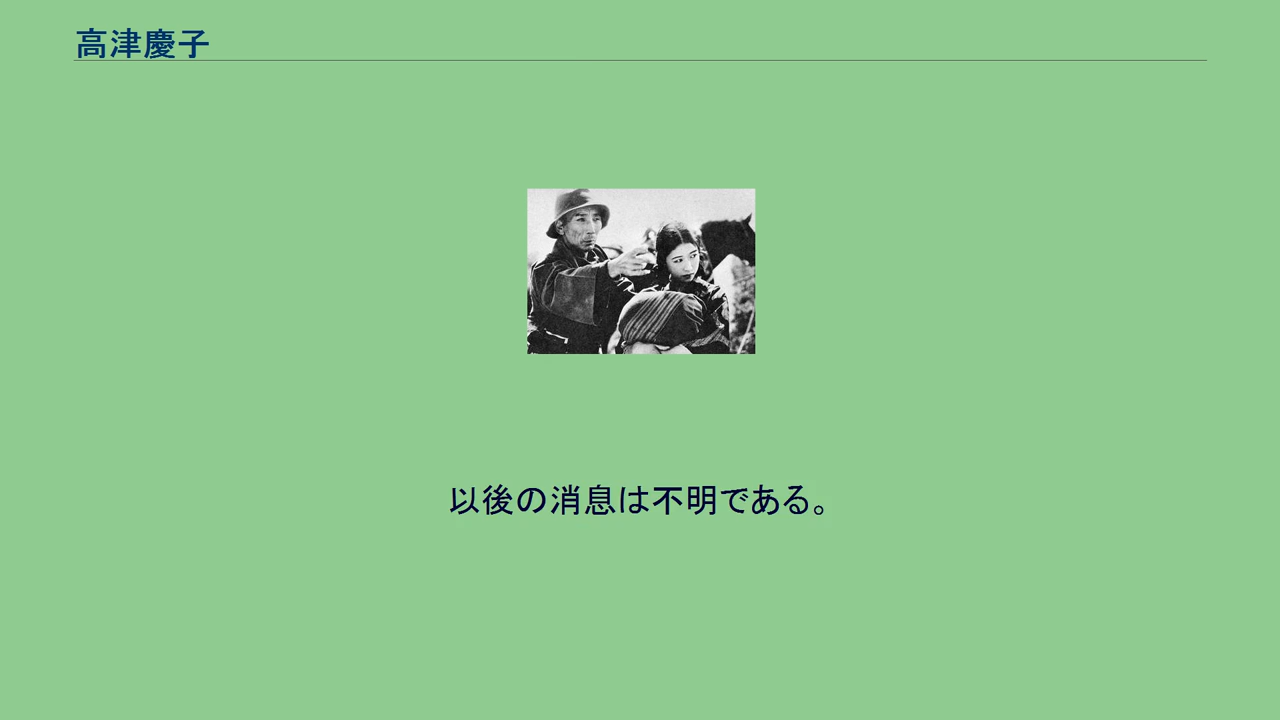 高津慶子
以後の消息は不明である。